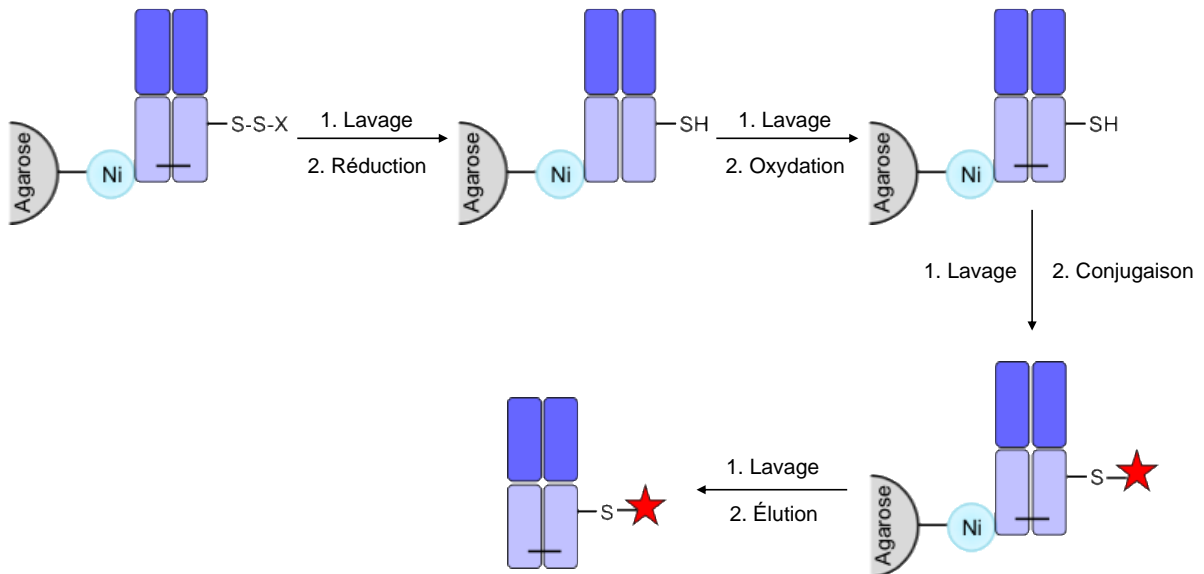 Agarose
Ni
S-S-X
1. Lavage
2. Réduction
Agarose
Ni
SH
1. Lavage
2. Oxydation
Agarose
Ni
SH
1. Lavage
2. Conjugaison
Agarose
Ni
S
1. Lavage
2. Élution
S